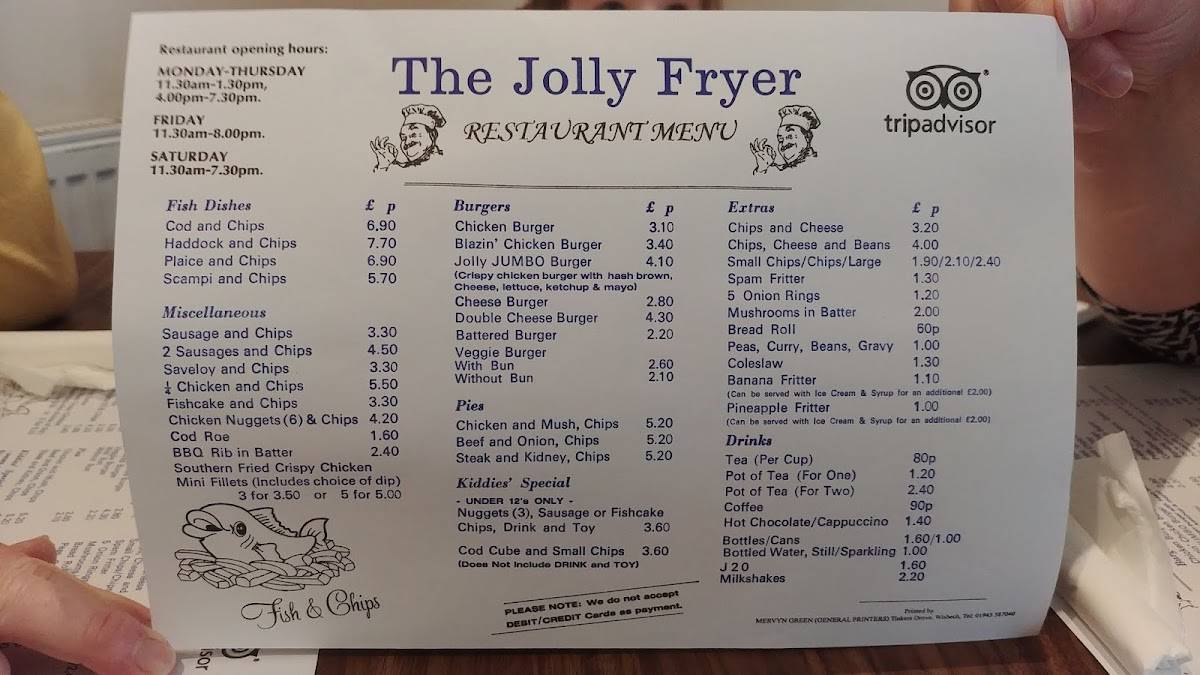 Restaurant opening hours:
MONDAY-THURSDAY
11.30am-1.30pm,
4.00pm-7.30pm.
FRIDAY
11.30am-8.00pm.
SATURDAY
11.30am-7.30pm.
The Jolly Fryer
RESTAURANT MENU
tripadvisor®
Fish Dishes £ p
Cod and Chips 6.90
Haddock and Chips 7.70
Plaice and Chips 6.90
Scampi and Chips 5.70
Miscellaneous
Sausage and Chips 3.30
2 Sausages and Chips 4.50
Saveloy and Chips 3.30
¼ Chicken and Chips 5.50
Fishcake and Chips 3.30
Chicken Nuggets (6) & Chips 4.20
Cod Roe 1.60
BBQ Rib in Batter 2.40
Southern Fried Crispy Chicken
Mini Fillets (Includes choice of dip)
3 for 3.50 or 5 for 5.00
Fish & Chips
Burgers £ p
Chicken Burger 3.10
Blazin' Chicken Burger 3.40
Jolly JUMBO Burger 4.10
(Crispy chicken burger with hash brown,
Cheese, lettuce, ketchup & mayo)
Cheese Burger 2.80
Double Cheese Burger 4.30
Battered Burger 2.20
Veggie Burger
With Bun 2.60
Without Bun 2.10
Pies
Chicken and Mush, Chips 5.20
Beef and Onion, Chips 5.20
Steak and Kidney, Chips 5.20
Kiddies' Special
- UNDER 12's ONLY -
Nuggets (3), Sausage or Fishcake
Chips, Drink and Toy 3.60
Cod Cube and Small Chips 3.60
(Does Not Include DRINK and TOY)
PLEASE NOTE: We do not accept
DEBIT/CREDIT Cards as payment.
Extras £ p
Chips and Cheese 3.20
Chips, Cheese and Beans 4.00
Small Chips/Chips/Large 1.90/2.10/2.40
Spam Fritter 1.30
5 Onion Rings 1.20
Mushrooms in Batter 2.00
Bread Roll 60p
Peas, Curry, Beans, Gravy 1.00
Coleslaw 1.30
Banana Fritter 1.10
(Can be served with Ice Cream & Syrup for an additional £2.00)
Pineapple Fritter 1.00
(Can be served with Ice Cream & Syrup for an additional £2.00)
Drinks
Tea (Per Cup) 80p
Pot of Tea (For One) 1.20
Pot of Tea (For Two) 2.40
Coffee 90p
Hot Chocolate/Cappuccino 1.40
Bottles/Cans 1.60/1.00
Bottled Water, Still/Sparkling 1.00
J 2 0 1.60
Milkshakes 2.20
Printed by
MERVYN GREEN (GENERAL PRINTERS) Tinkers Drove, Wisbech, Tel: 01945 587040